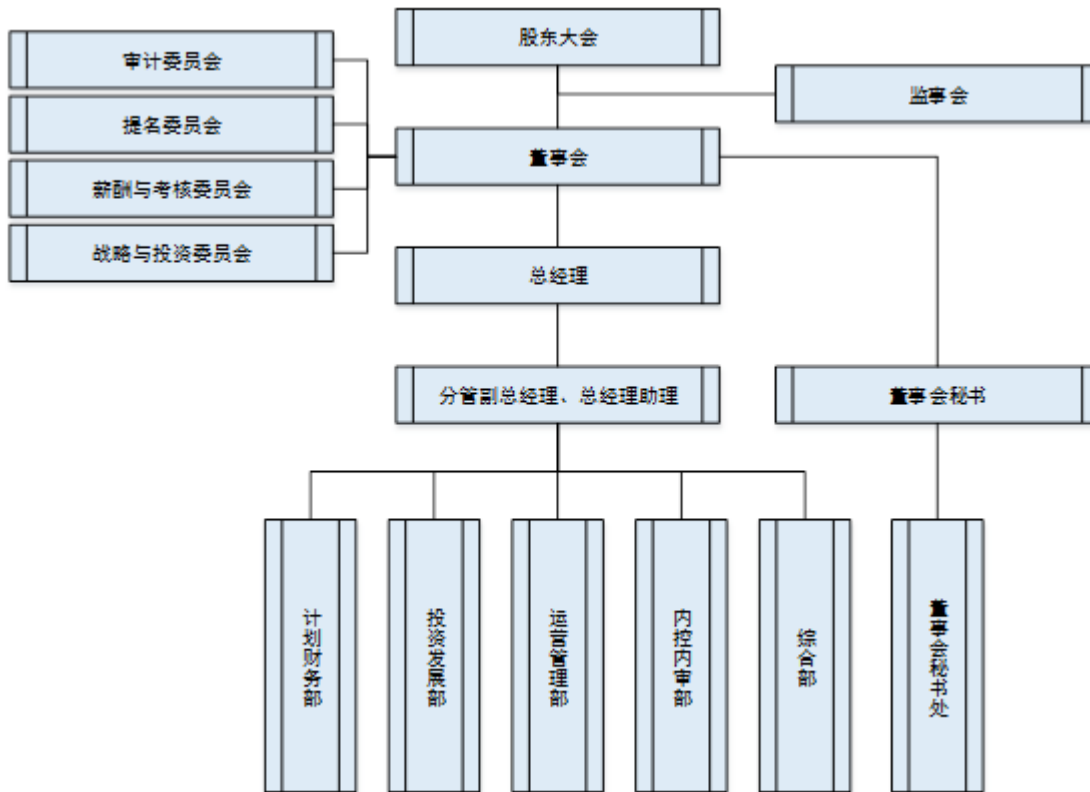 股东大会
审计委员会
监事会
提名委员会
董事会
薪酬与考核委员会
战略与投资委员会
总经理
分管副总经理、总经理助理
董事会秘书
计划财务部
投资发展部
运营管理部
内控内审部
综合部
董事会秘书处